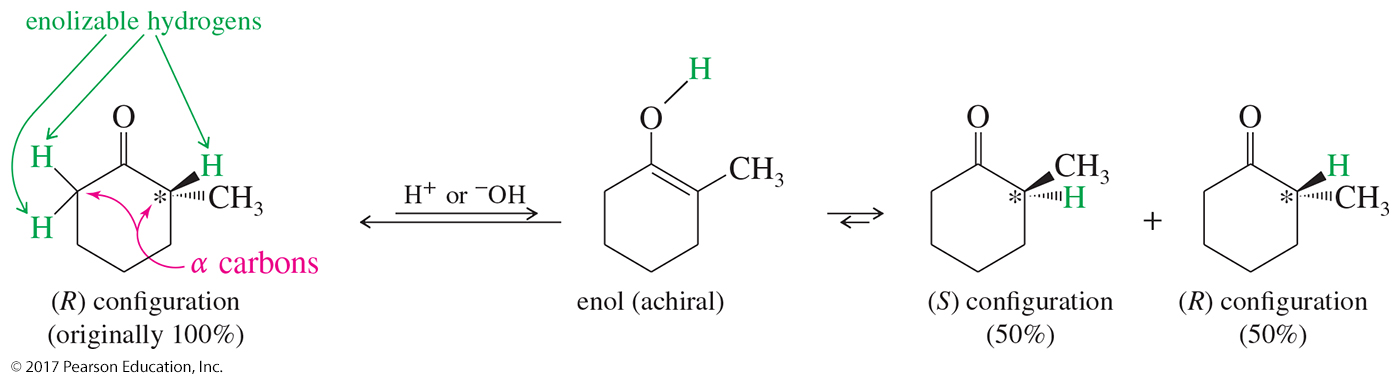 enolizable hydrogens
O
H
H
H
*
CH₃
α carbons
(R) configuration
(originally 100%)
H⁺ or ⁻OH
H
O
CH₃
enol (achiral)
O
CH₃
*
H
(S) configuration
(50%)
+
O
H
*
CH₃
(R) configuration
(50%)
© 2017 Pearson Education, Inc.